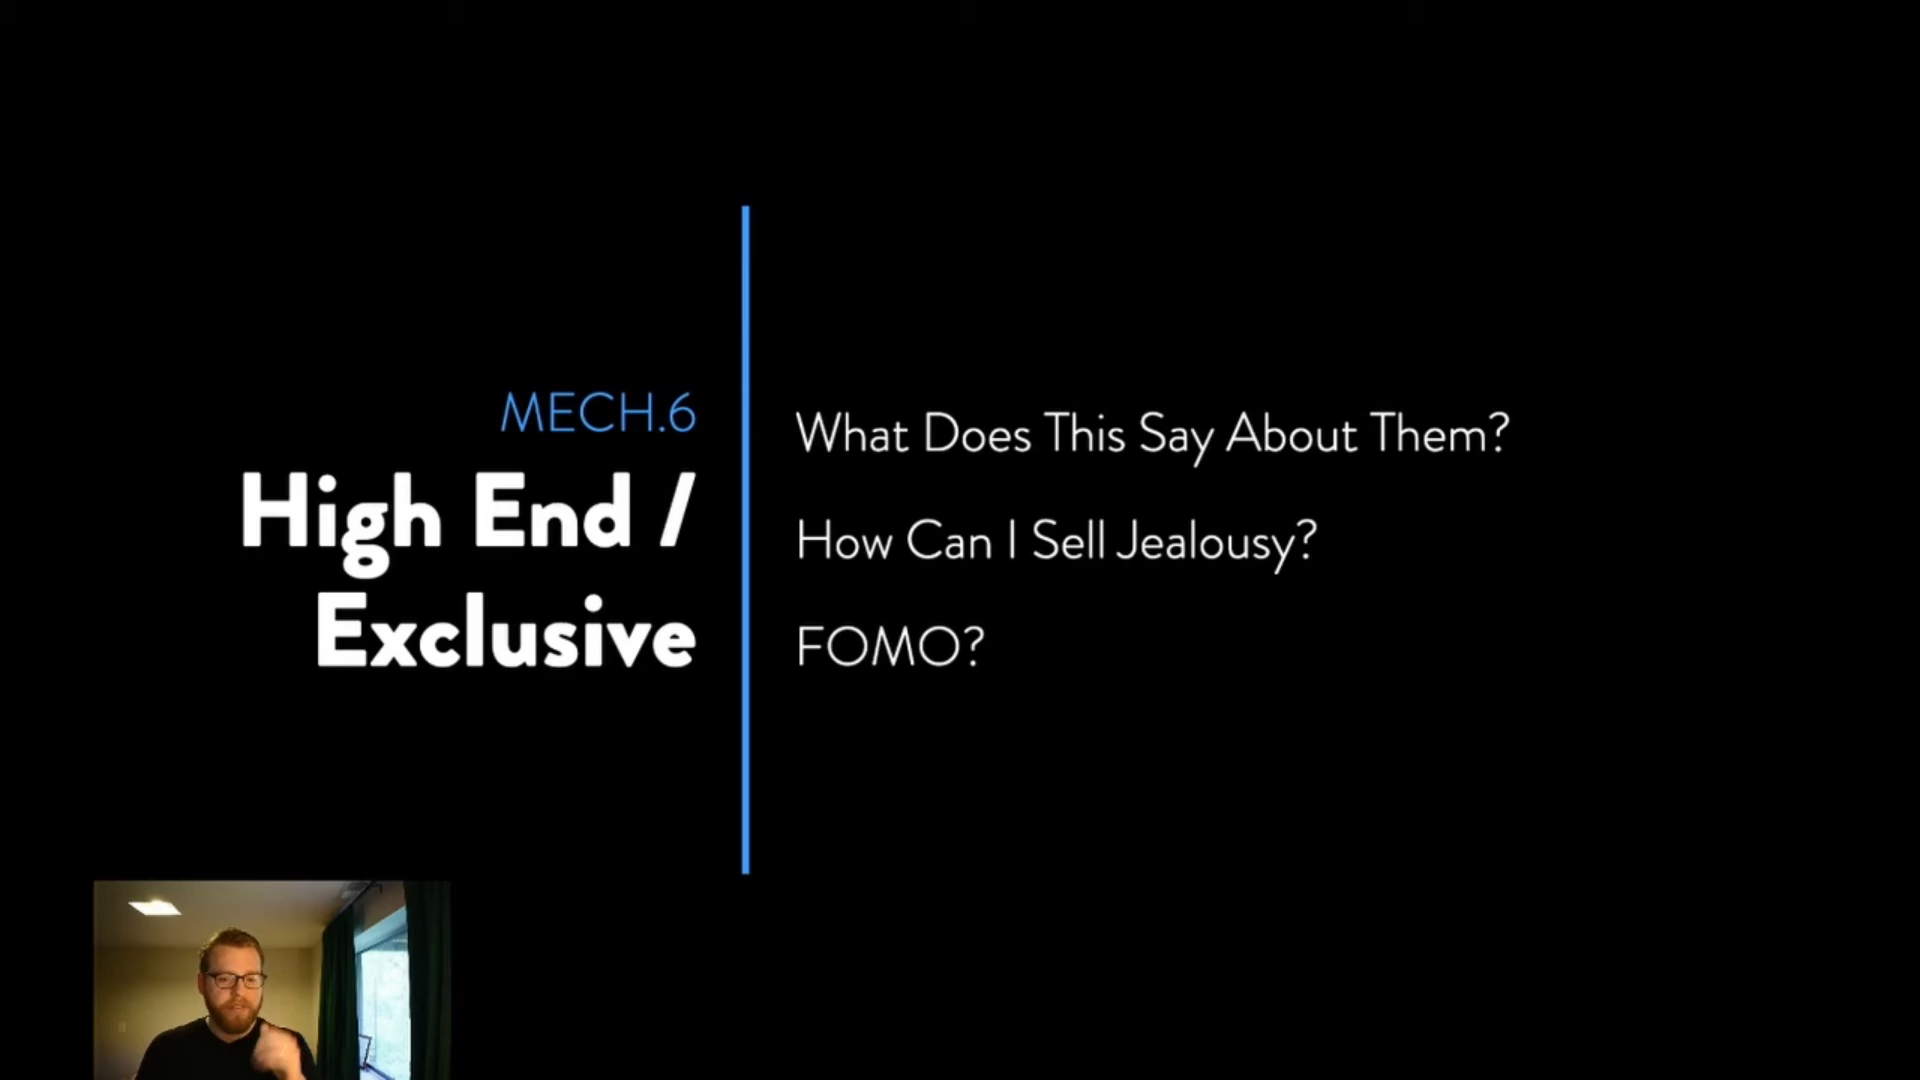 MECH.6
High End /
Exclusive
What Does This Say About Them?
How Can I Sell Jealousy?
FOMO?